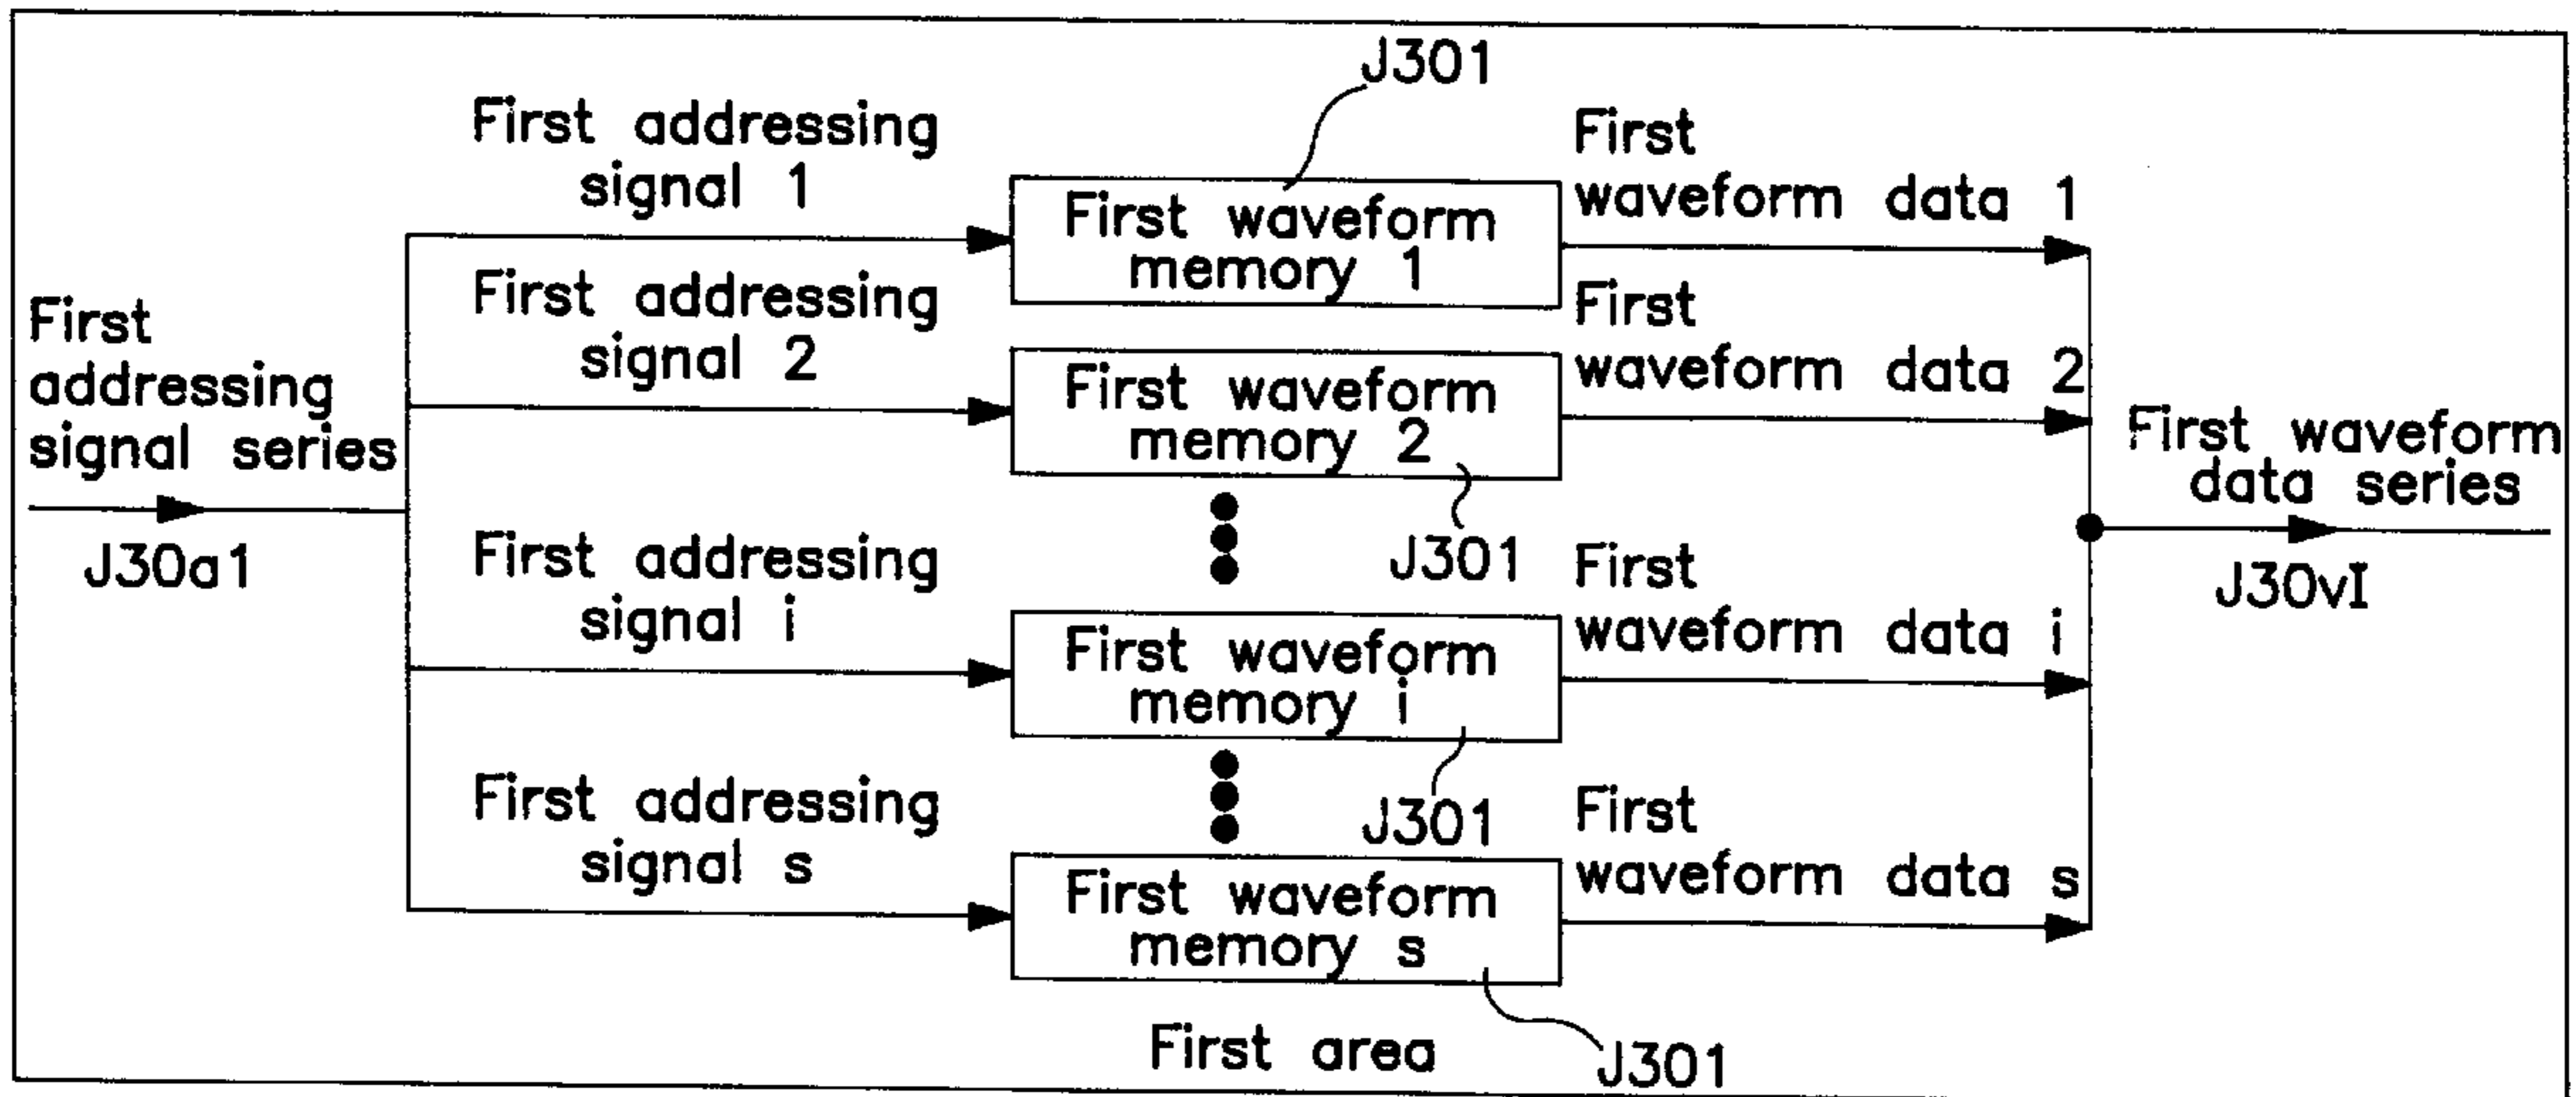 First
addressing
signal series
J30a1
First addressing
signal 1
First addressing
signal 2
First addressing
signal i
First addressing
signal s
J301
First waveform
memory 1
First waveform
memory 2
J301
First waveform
memory i
J301
First waveform
memory s
J301
First area
First
waveform data 1
First
waveform data 2
First
waveform data i
First
waveform data s
First waveform
data series
J30vI